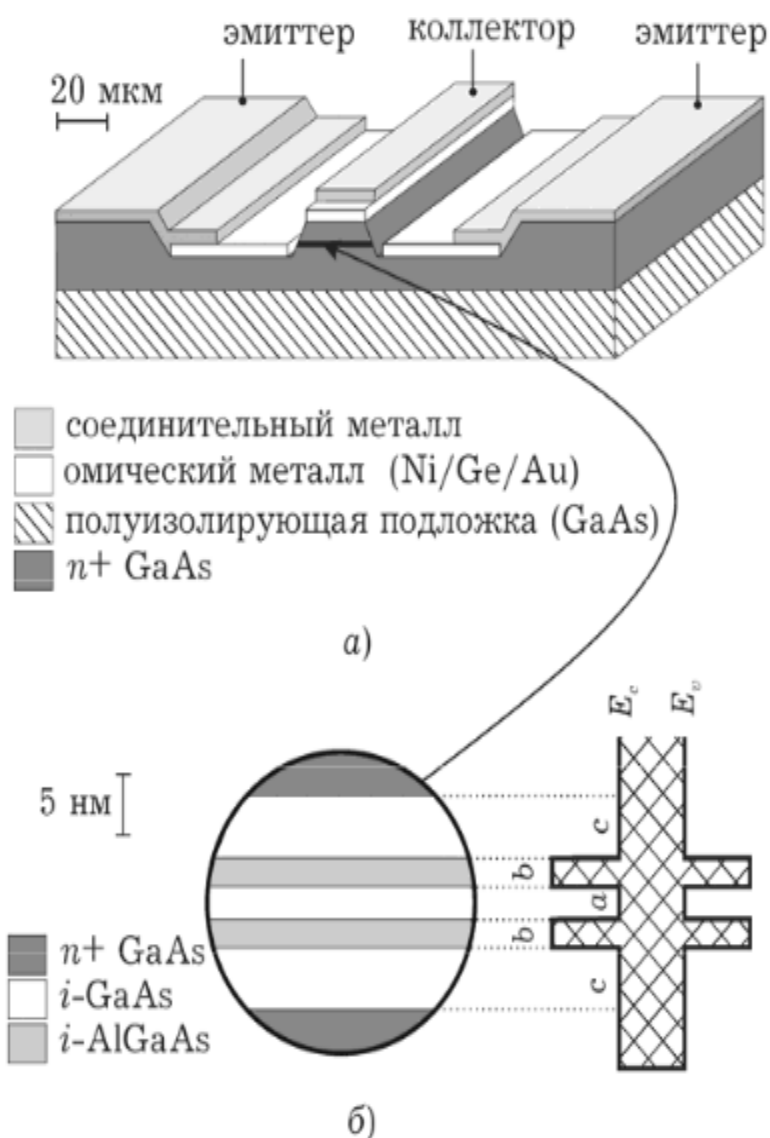 эмиттер
коллектор
эмиттер
20 мкм
соединительный металл
омический металл (Ni/Ge/Au)
полуизолирующая подложка (GaAs)
n+ GaAs
а)
E_c
E_v
5 нм
c
b
a
b
c
n+ GaAs
i-GaAs
i-AlGaAs
б)